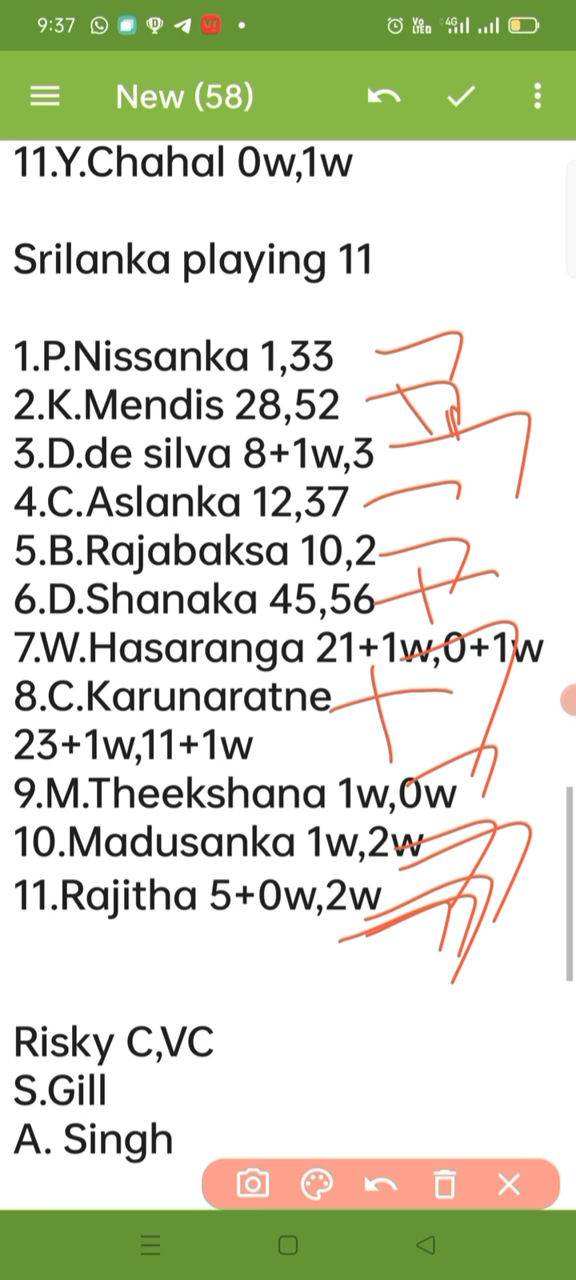 9:37
Vo LTED 4G
New (58)
11.Y.Chahal 0w,1w
Srilanka playing 11
1.P.Nissanka 1,33
2.K.Mendis 28,52
3.D.de silva 8+1w,3
4.C.Aslanka 12,37
5.B.Rajabaksa 10,2
6.D.Shanaka 45,56
7.W.Hasaranga 21+1w,0+1w
8.C.Karunaratne
23+1w,11+1w
9.M.Theekshana 1w,0w
10.Madusanka 1w,2w
11.Rajitha 5+0w,2w
Risky C,VC
S.Gill
A. Singh